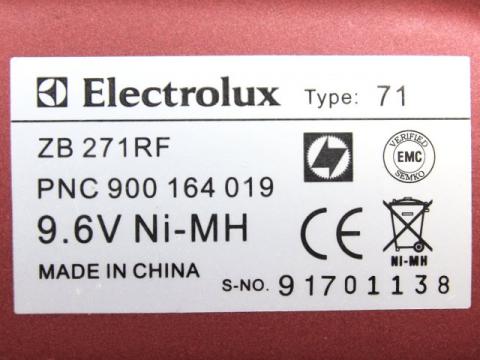 Electrolux Type: 71
ZB 271RF
PNC 900 164 019
9.6V Ni-MH
MADE IN CHINA
VERIFIED
EMC
SEMKO
CE
NI-MH
S-NO. 91701138